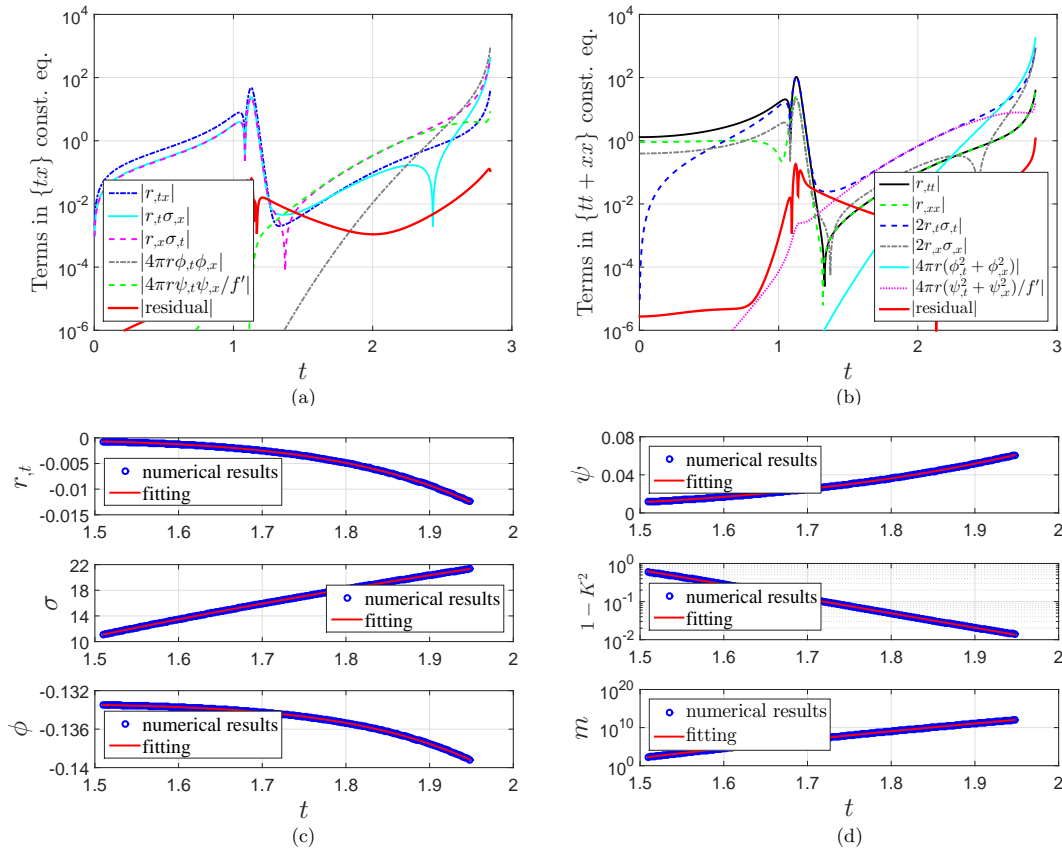 Terms in {tx} const. eq.
10^4
10^2
10^0
10^-2
10^-4
10^-6
|r,tx|
|r,tσ,x|
|r,xσ,t|
|4πrϕ,tϕ,x|
|4πrψ,tψ,x/f′|
|residual|
0 1 2 3
t
(a)
Terms in {tt + xx} const. eq.
10^4
10^2
10^0
10^-2
10^-4
10^-6
|r,tt|
|r,xx|
|2r,tσ,t|
|2r,xσ,x|
|4πr(ϕ²,t + ϕ²,x)|
|4πr(ψ²,t + ψ²,x)/f′|
|residual|
0 1 2 3
t
(b)
r,t
0
-0.005
-0.01
-0.015
numerical results
fitting
1.5 1.6 1.7 1.8 1.9 2
σ
22
18
14
10
numerical results
fitting
1.5 1.6 1.7 1.8 1.9 2
ϕ
-0.132
-0.136
-0.14
numerical results
fitting
1.5 1.6 1.7 1.8 1.9 2
t
(c)
ψ
0.08
0.04
0
numerical results
fitting
1.5 1.6 1.7 1.8 1.9 2
1 − K²
10^0
10^-1
10^-2
numerical results
fitting
1.5 1.6 1.7 1.8 1.9 2
m
10^20
10^10
10^0
numerical results
fitting
1.5 1.6 1.7 1.8 1.9 2
t
(d)